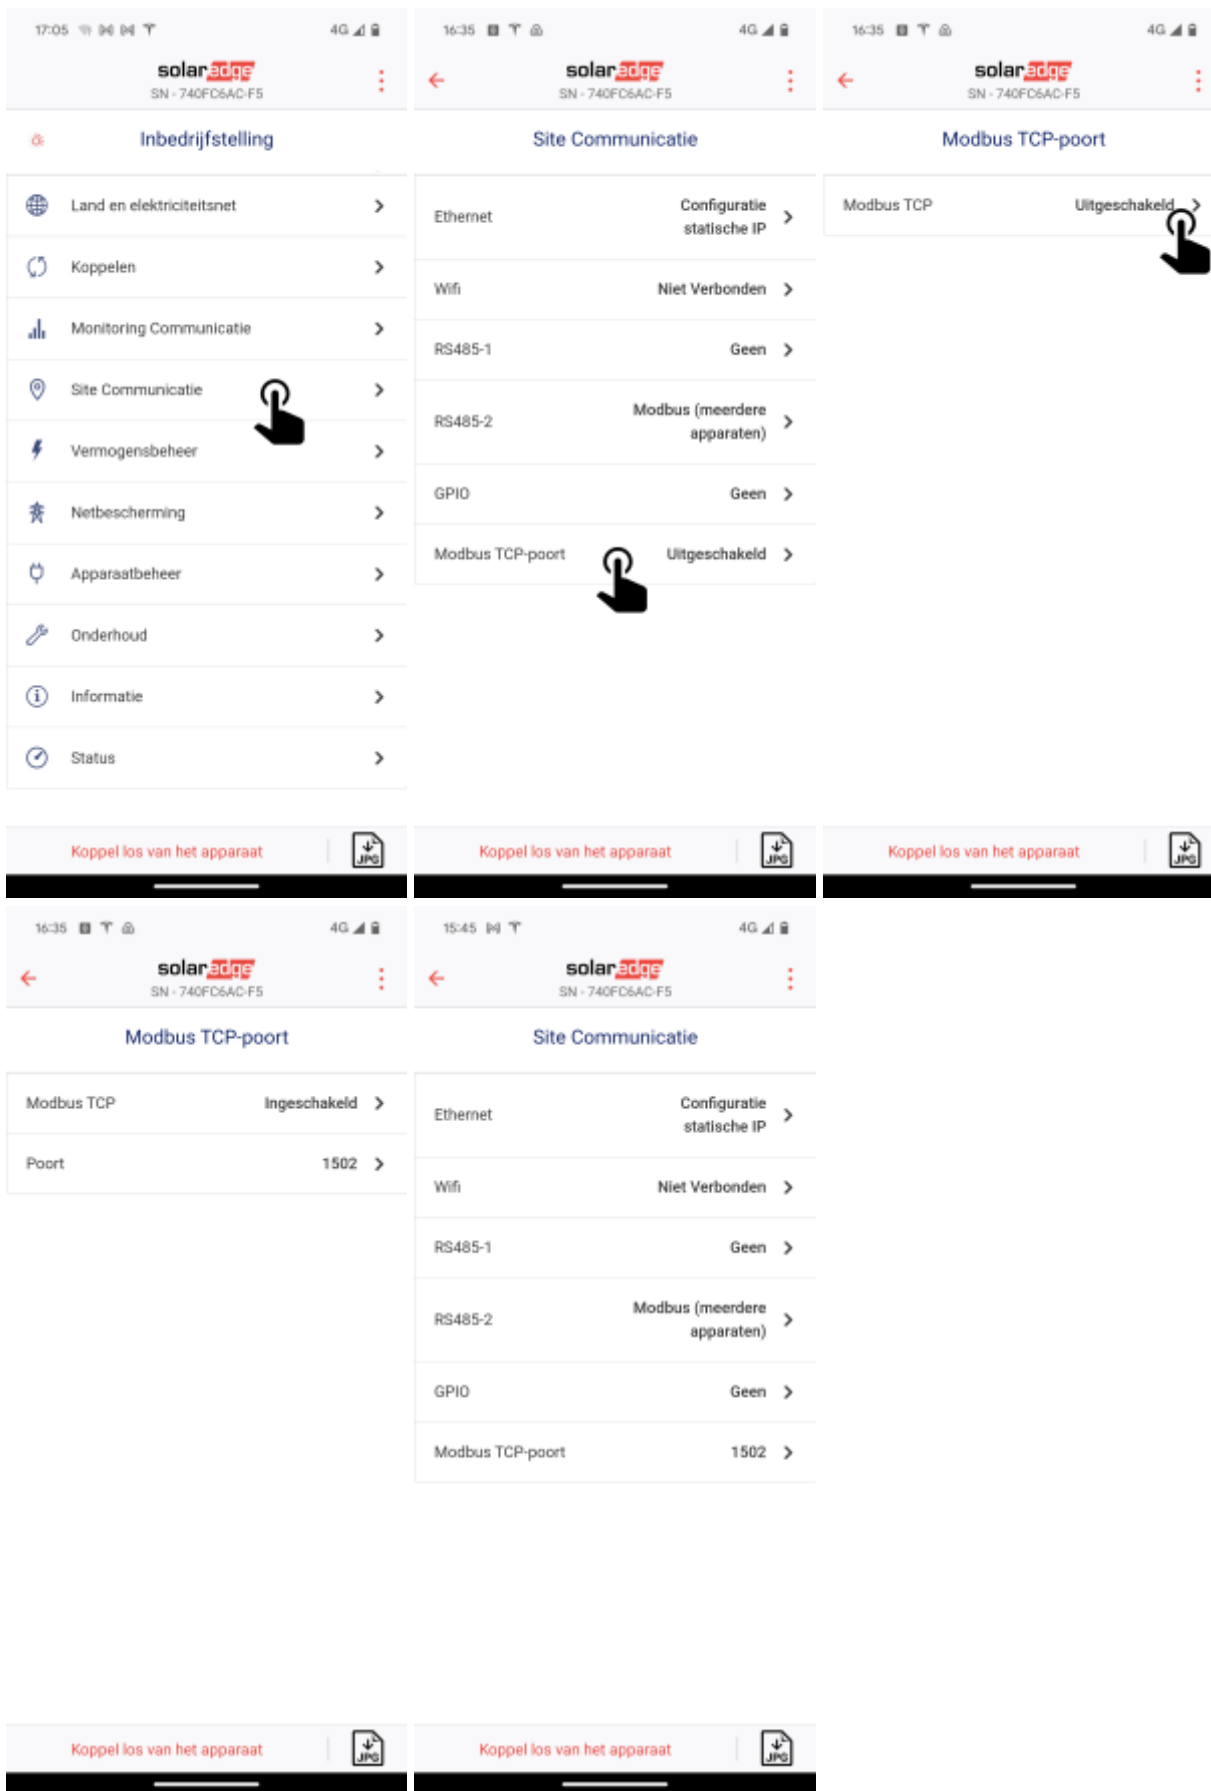 17:05
4G
solaredge
SN - 740FC6AC-F5
Inbedrijfstelling
Land en elektriciteitsnet
Koppelen
Monitoring Communicatie
Site Communicatie
Vermogensbeheer
Netbescherming
Apparaatbeheer
Onderhoud
Informatie
Status
Koppel los van het apparaat
JPG
16:35
4G
solaredge
SN - 740FC6AC-F5
Site Communicatie
Ethernet
Configuratie
statische IP
Wifi
Niet Verbonden
RS485-1
Geen
RS485-2
Modbus (meerdere
apparaten)
GPIO
Geen
Modbus TCP-poort
Uitgeschakeld
Koppel los van het apparaat
JPG
16:35
4G
solaredge
SN - 740FC6AC-F5
Modbus TCP-poort
Modbus TCP
Uitgeschakeld
Koppel los van het apparaat
JPG
16:35
4G
solaredge
SN - 740FC6AC-F5
Modbus TCP-poort
Modbus TCP
Ingeschakeld
Poort
1502
Koppel los van het apparaat
JPG
15:45
4G
solaredge
SN - 740FC6AC-F5
Site Communicatie
Ethernet
Configuratie
statische IP
Wifi
Niet Verbonden
RS485-1
Geen
RS485-2
Modbus (meerdere
apparaten)
GPIO
Geen
Modbus TCP-poort
1502
Koppel los van het apparaat
JPG